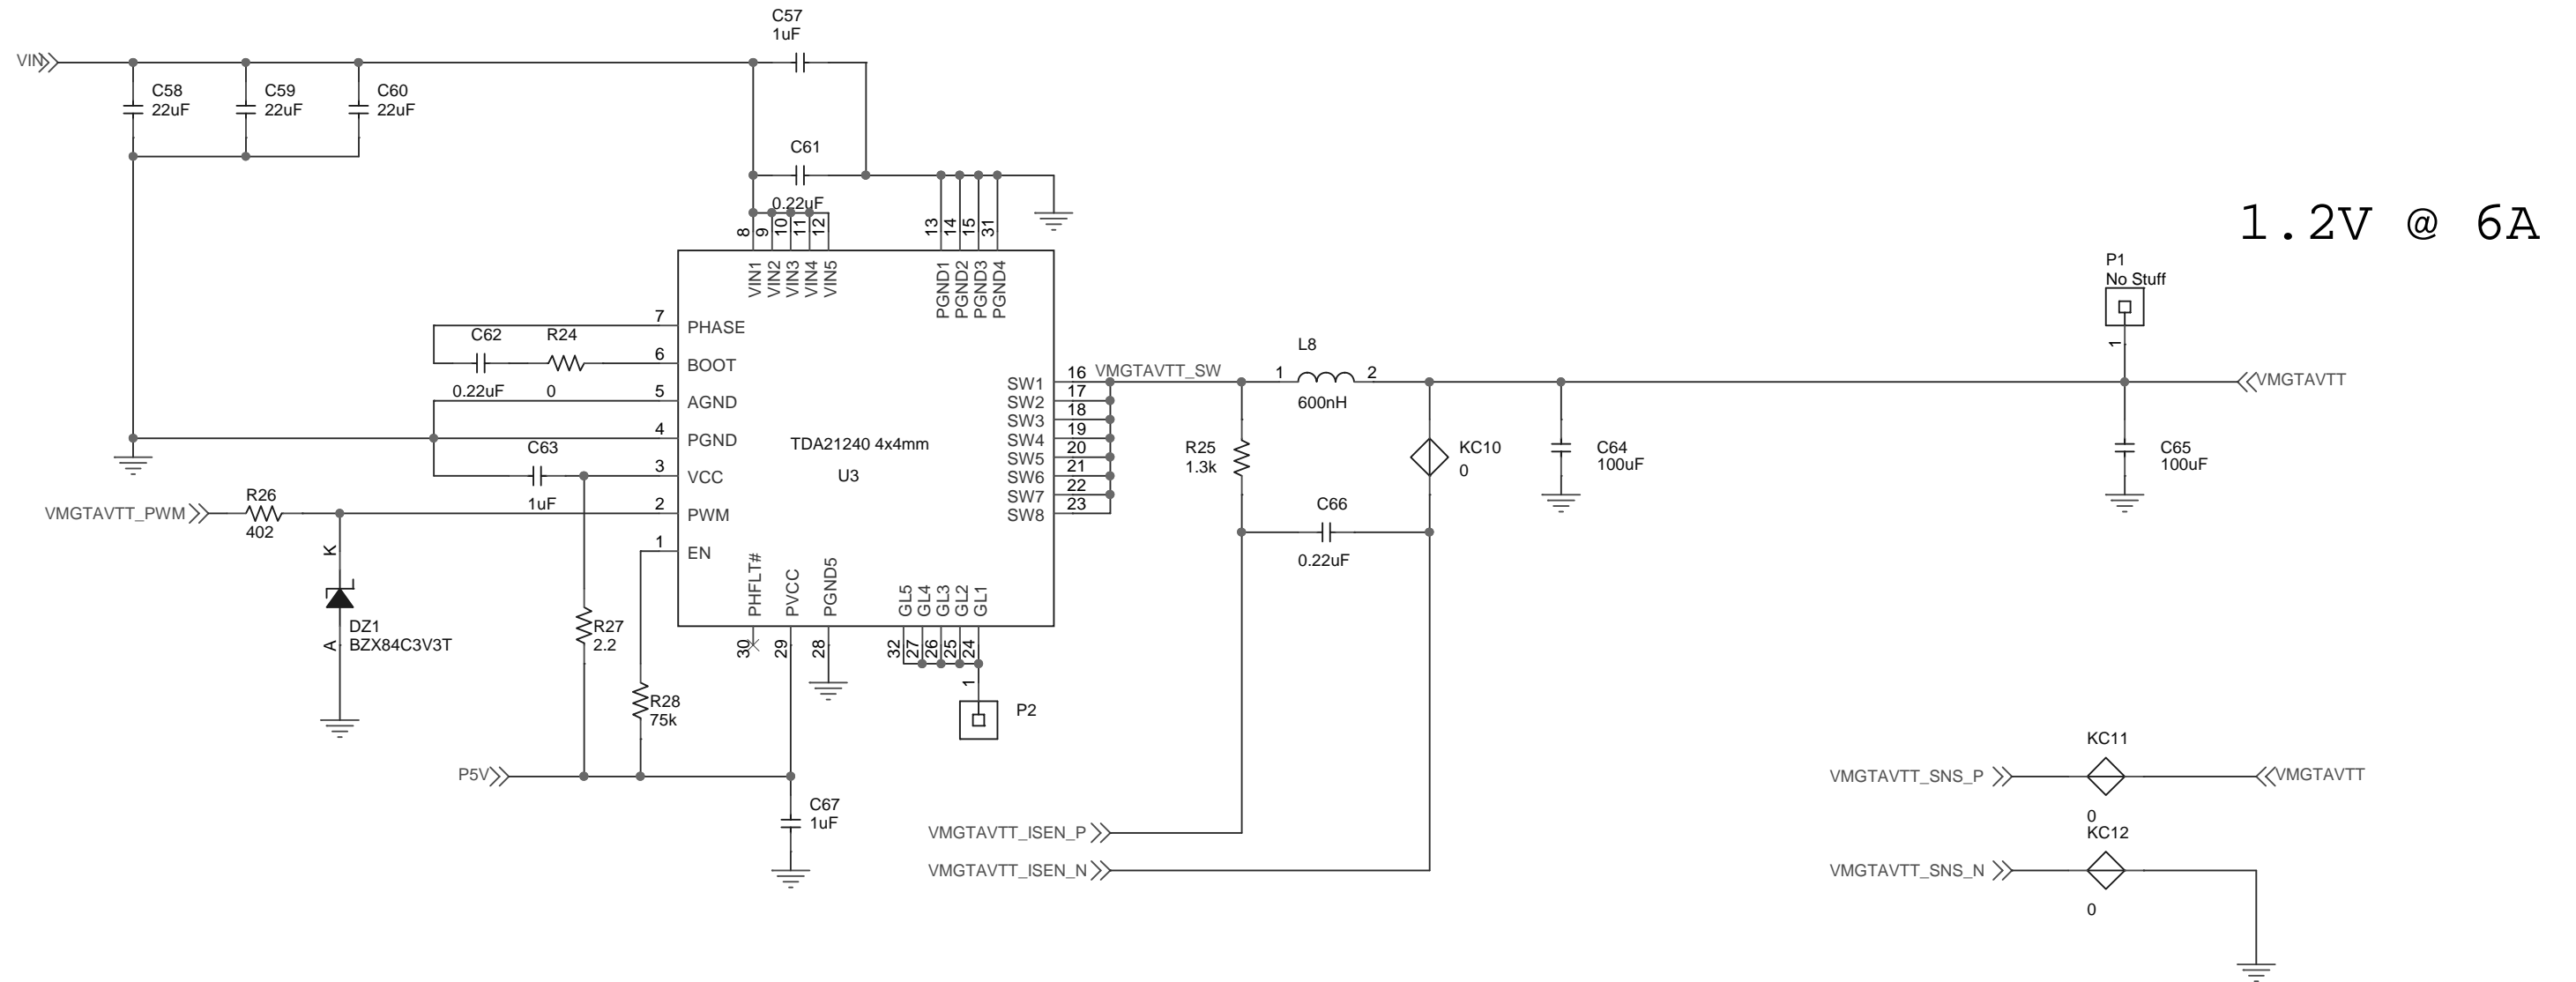 C57
1uF
VIN
C58
22uF
C59
22uF
C60
22uF
C61
0.22uF
8
9
10
11
12
13
14
15
31
1.2V @ 6A
VIN1
VIN2
VIN3
VIN4
VIN5
PGND1
PGND2
PGND3
PGND4
P1
No Stuff
1
7
PHASE
C62
R24
6
BOOT
0.22uF
0
5
AGND
4
PGND
C63
1uF
3
VCC
2
PWM
1
EN
TDA21240 4x4mm
U3
SW1
SW2
SW3
SW4
SW5
SW6
SW7
SW8
16
17
18
19
20
21
22
23
VMGTAVTT_SW
L8
1
2
600nH
VMGTAVTT
R25
1.3k
KC10
0
C64
100uF
C65
100uF
C66
0.22uF
VMGTAVTT_PWM
R26
402
K
DZ1
BZX84C3V3T
A
PHFLT#
PVCC
PGND5
GL5
GL4
GL3
GL2
GL1
30
29
28
32
27
26
25
24
R27
2.2
R28
75k
1
P2
P5V
C67
1uF
VMGTAVTT_ISEN_P
VMGTAVTT_ISEN_N
KC11
VMGTAVTT_SNS_P
VMGTAVTT
0
KC12
VMGTAVTT_SNS_N
0